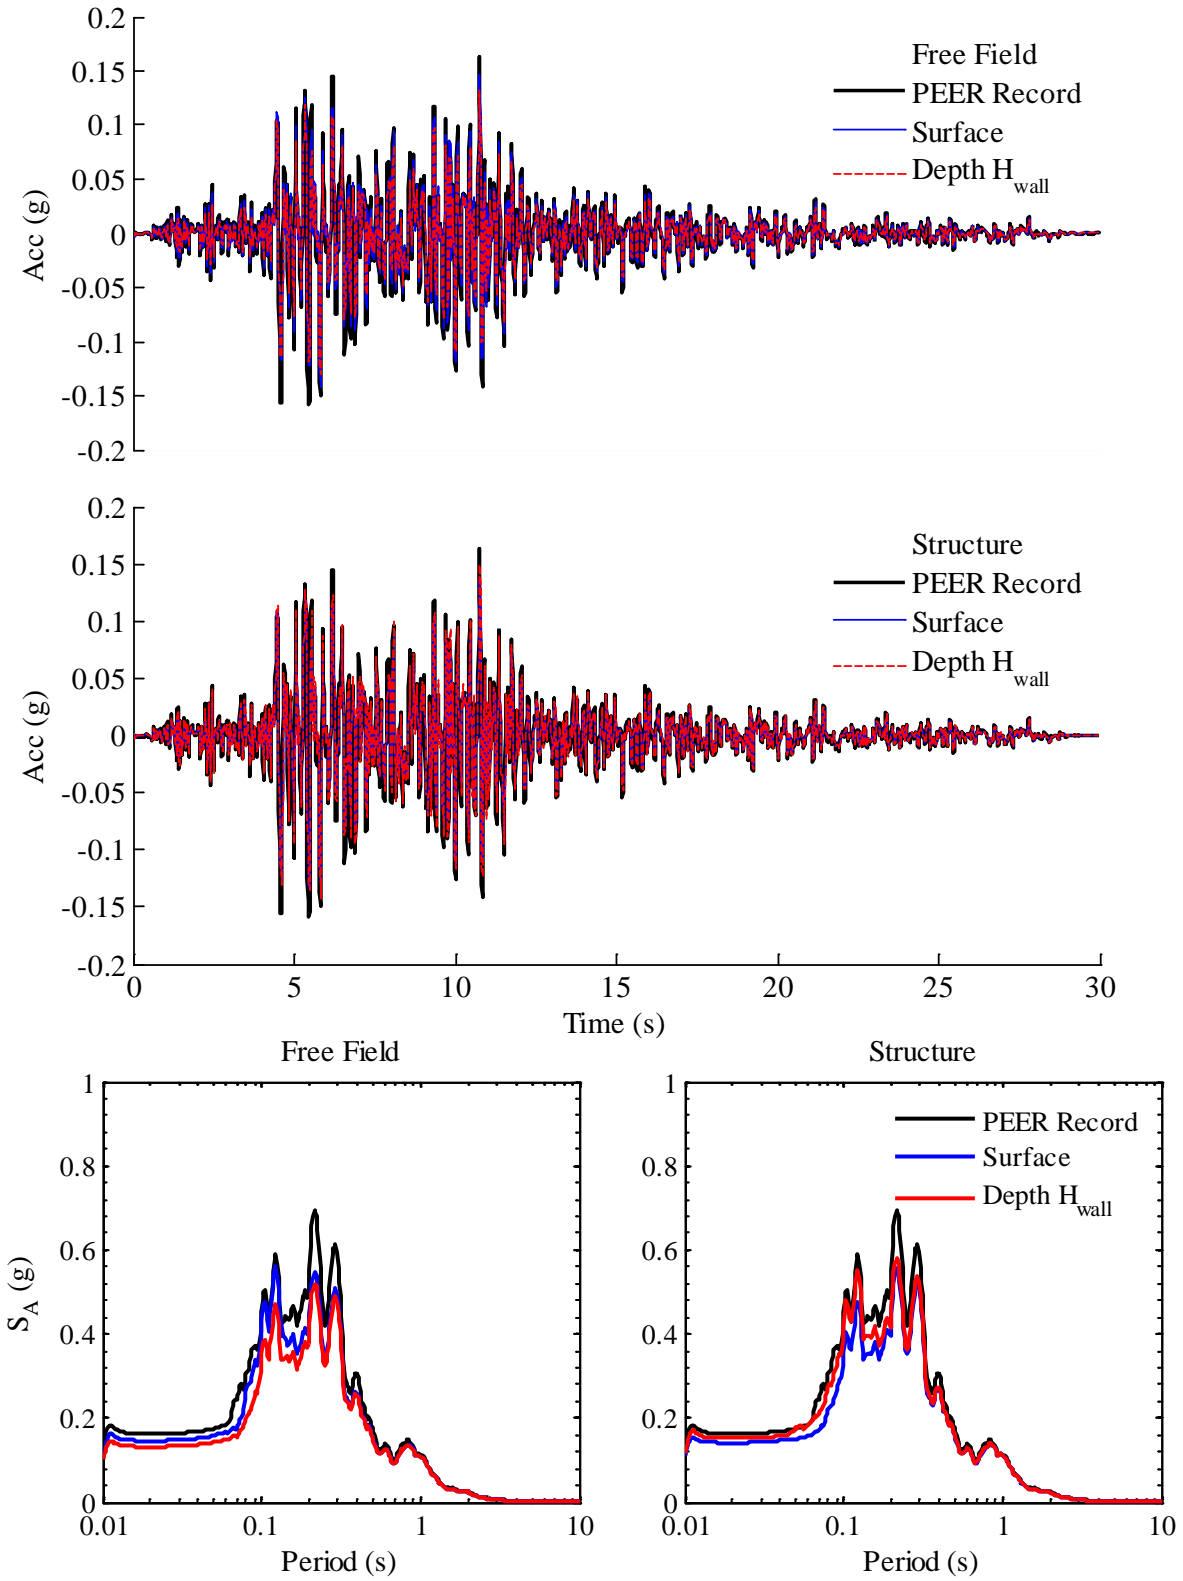 0.2
0.15
0.1
0.05
0
-0.05
-0.1
-0.15
-0.2
Acc (g)
Free Field
PEER Record
Surface
Depth H_wall
0.2
0.15
0.1
0.05
0
-0.05
-0.1
-0.15
-0.2
Acc (g)
Structure
PEER Record
Surface
Depth H_wall
0 5 10 15 20 25 30
Time (s)
Free Field
1
0.8
0.6
0.4
0.2
0
S_A (g)
0.01 0.1 1 10
Period (s)
Structure
1
0.8
0.6
0.4
0.2
0
PEER Record
Surface
Depth H_wall
0.01 0.1 1 10
Period (s)